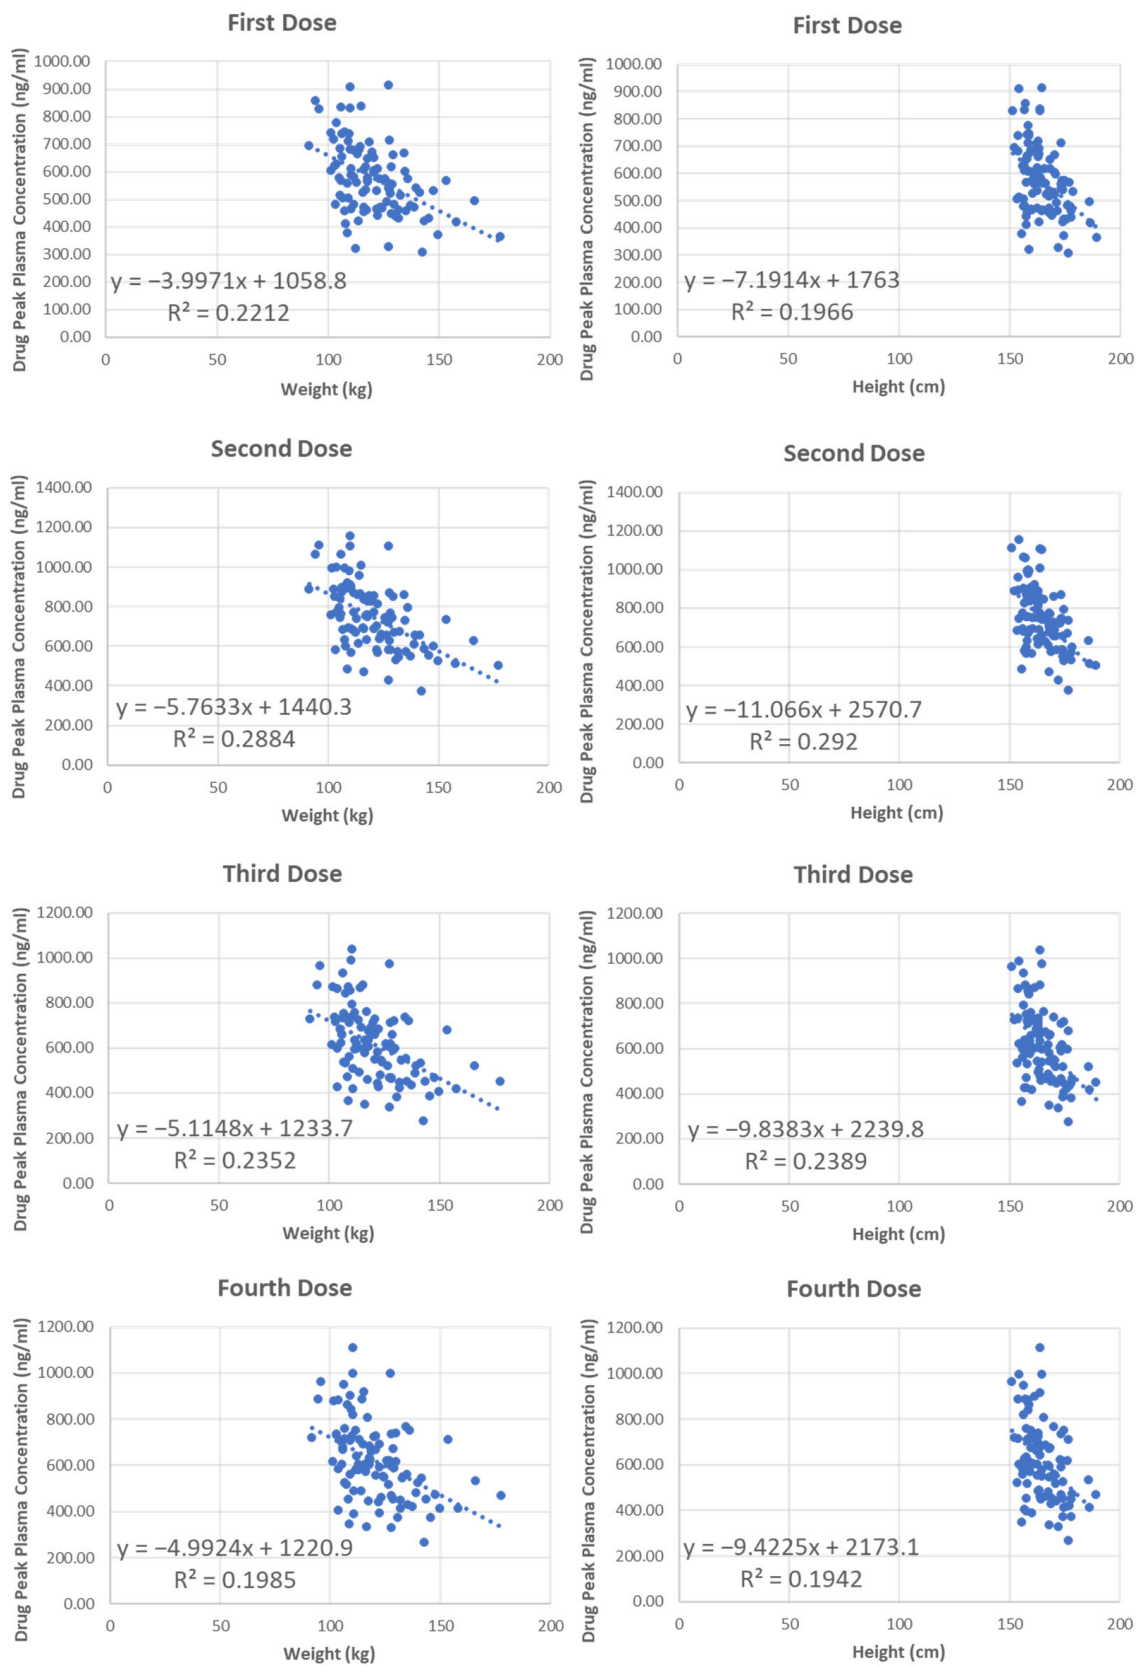 First Dose
Drug Peak Plasma Concentration (ng/ml)
1000.00
900.00
800.00
700.00
600.00
500.00
400.00
300.00
200.00
100.00
0.00
y = −3.9971x + 1058.8
R² = 0.2212
0 50 100 150 200
Weight (kg)
First Dose
Drug Peak Plasma Concentration (ng/ml)
1000.00
900.00
800.00
700.00
600.00
500.00
400.00
300.00
200.00
100.00
0.00
y = −7.1914x + 1763
R² = 0.1966
0 50 100 150 200
Height (cm)
Second Dose
Drug Peak Plasma Concentration (ng/ml)
1400.00
1200.00
1000.00
800.00
600.00
400.00
200.00
0.00
y = −5.7633x + 1440.3
R² = 0.2884
0 50 100 150 200
Weight (kg)
Second Dose
Drug Peak Plasma Concentration (ng/ml)
1400.00
1200.00
1000.00
800.00
600.00
400.00
200.00
0.00
y = −11.066x + 2570.7
R² = 0.292
0 50 100 150 200
Height (cm)
Third Dose
Drug Peak Plasma Concentration (ng/ml)
1200.00
1000.00
800.00
600.00
400.00
200.00
0.00
y = −5.1148x + 1233.7
R² = 0.2352
0 50 100 150 200
Weight (kg)
Third Dose
Drug Peak Plasma Concentration (ng/ml)
1200.00
1000.00
800.00
600.00
400.00
200.00
0.00
y = −9.8383x + 2239.8
R² = 0.2389
0 50 100 150 200
Height (cm)
Fourth Dose
Drug Peak Plasma Concentration (ng/ml)
1200.00
1000.00
800.00
600.00
400.00
200.00
0.00
y = −4.9924x + 1220.9
R² = 0.1985
0 50 100 150 200
Weight (kg)
Fourth Dose
Drug Peak Plasma Concentration (ng/ml)
1200.00
1000.00
800.00
600.00
400.00
200.00
0.00
y = −9.4225x + 2173.1
R² = 0.1942
0 50 100 150 200
Height (cm)